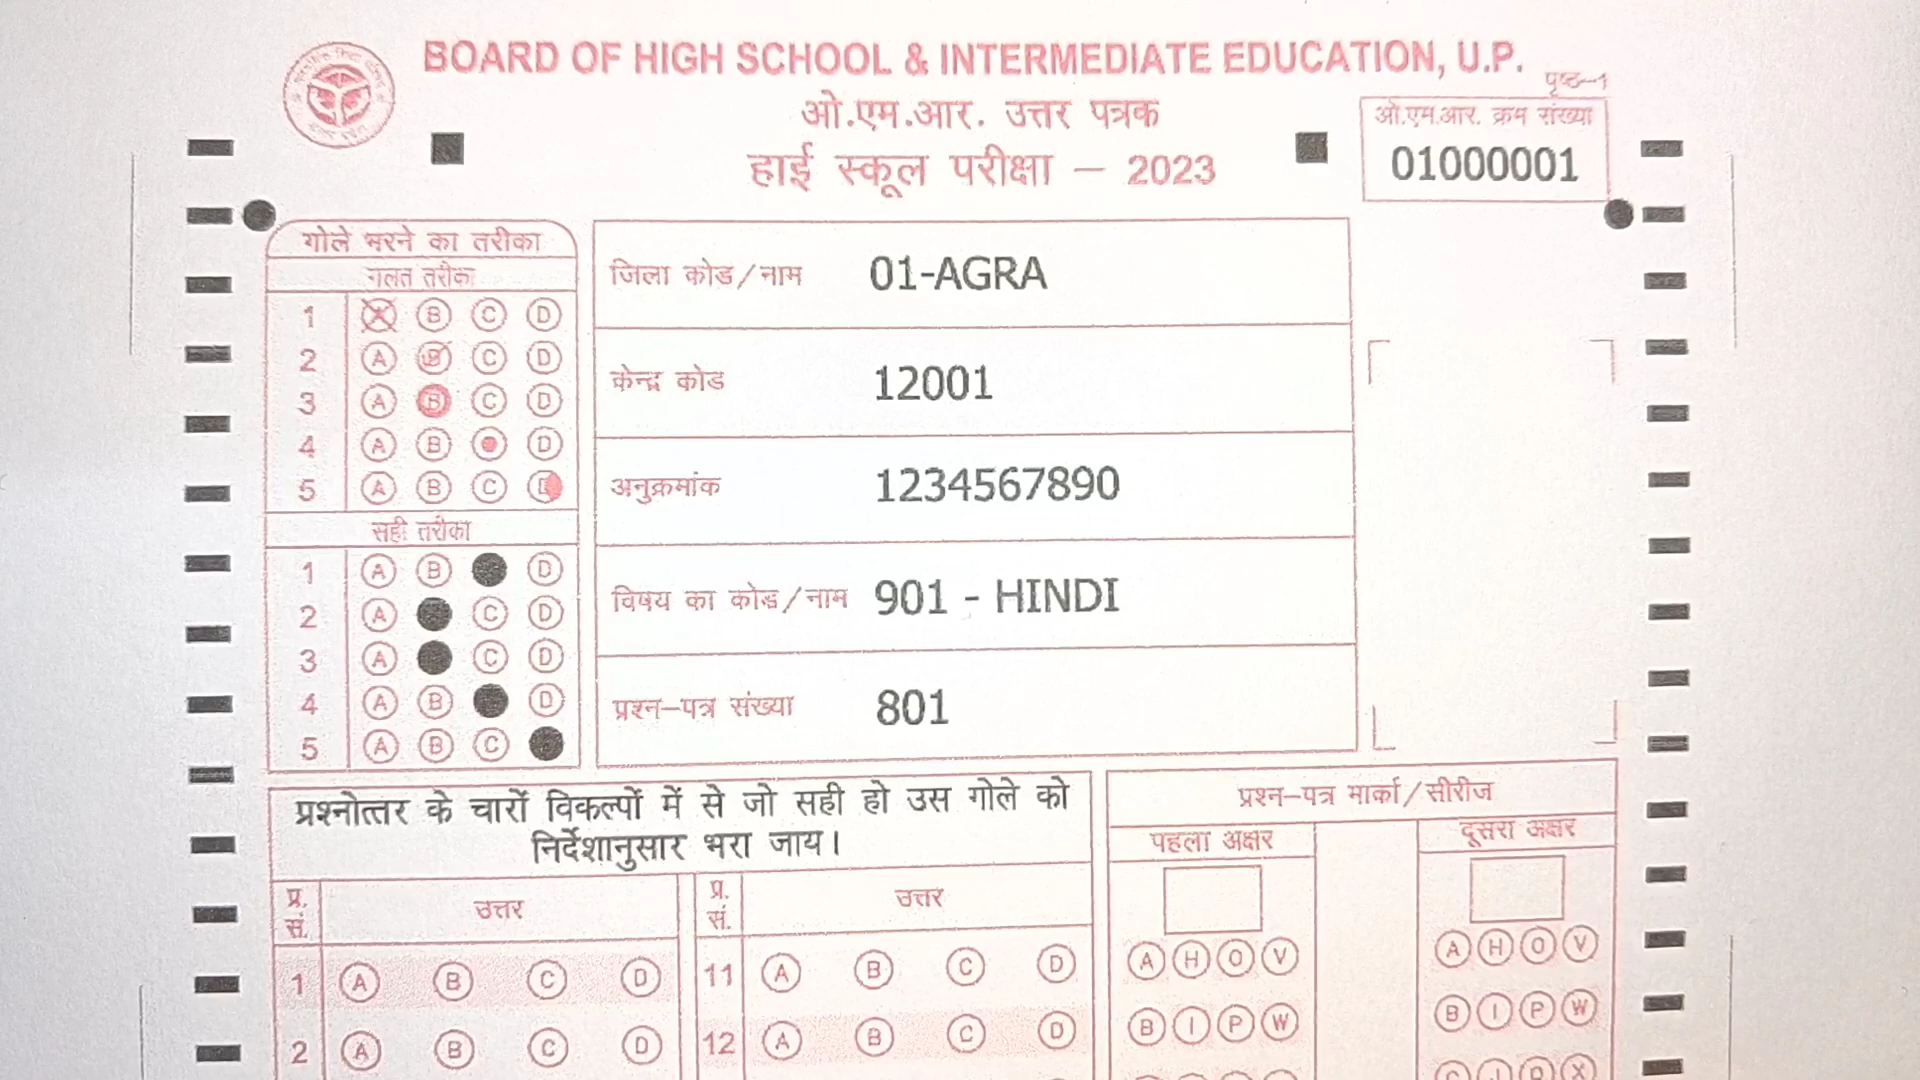 BOARD OF HIGH SCHOOL & INTERMEDIATE EDUCATION, U.P.
पृष्ठ-1
ओ.एम.आर. उत्तर पत्रक
हाई स्कूल परीक्षा – 2023
ओ.एम.आर. क्रम संख्या
01000001
गोले भरने का तरीका
गलत तरीका
1 B C D
2 A B C D
3 A B C D
4 A B D
5 A B C
सही तरीका
1 A B D
2 A C D
3 A C D
4 A B D
5 A B C
जिला कोड/नाम 01-AGRA
केन्द्र कोड 12001
अनुक्रमांक 1234567890
विषय का कोड/नाम 901 - HINDI
प्रश्न-पत्र संख्या 801
प्रश्नोत्तर के चारों विकल्पों में से जो सही हो उस गोले को
निर्देशानुसार भरा जाय।
प्र. सं. उत्तर प्र. सं. उत्तर
1 A B C D 11 A B C D
2 A B C D 12 A B C D
प्रश्न-पत्र मार्का/सीरीज
पहला अक्षर दूसरा अक्षर
A H O V A H O V
B I P W B I P W
C J Q X